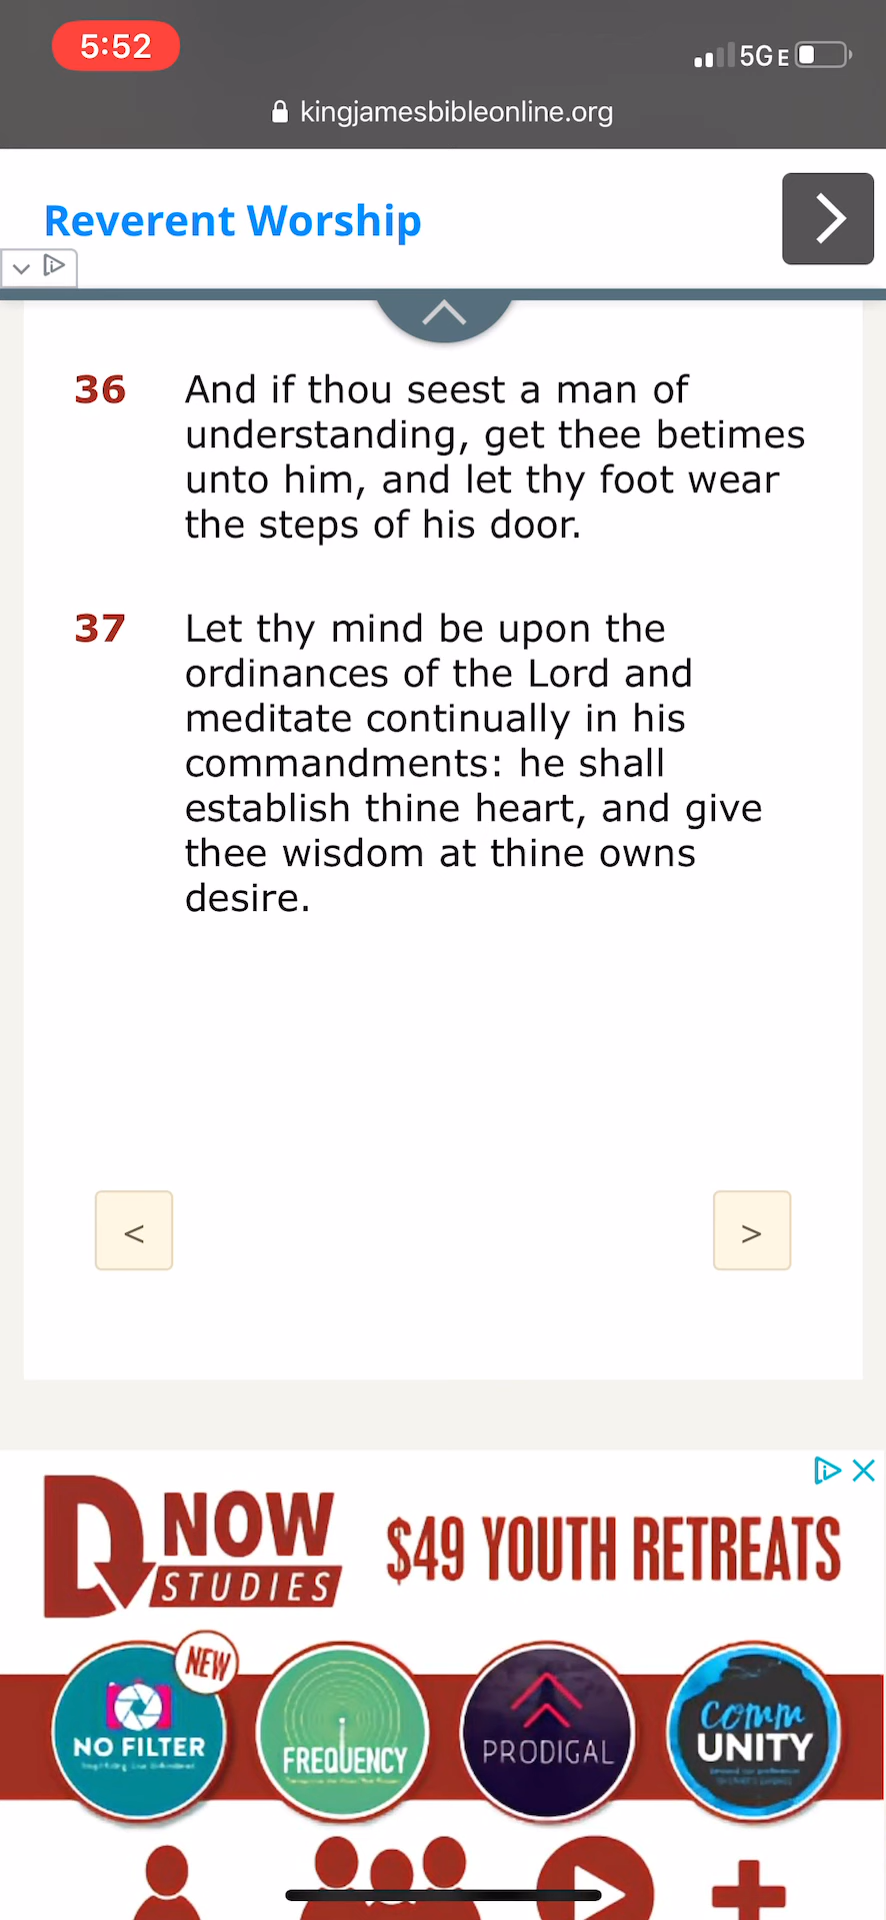 5:52
5GE
kingjamesbibleonline.org
Reverent Worship
36 And if thou seest a man of
understanding, get thee betimes
unto him, and let thy foot wear
the steps of his door.
37 Let thy mind be upon the
ordinances of the Lord and
meditate continually in his
commandments: he shall
establish thine heart, and give
thee wisdom at thine owns
desire.
< >
D NOW
STUDIES
$49 YOUTH RETREATS
NEW
NO FILTER
FREQUENCY
PRODIGAL
COMM
UNITY